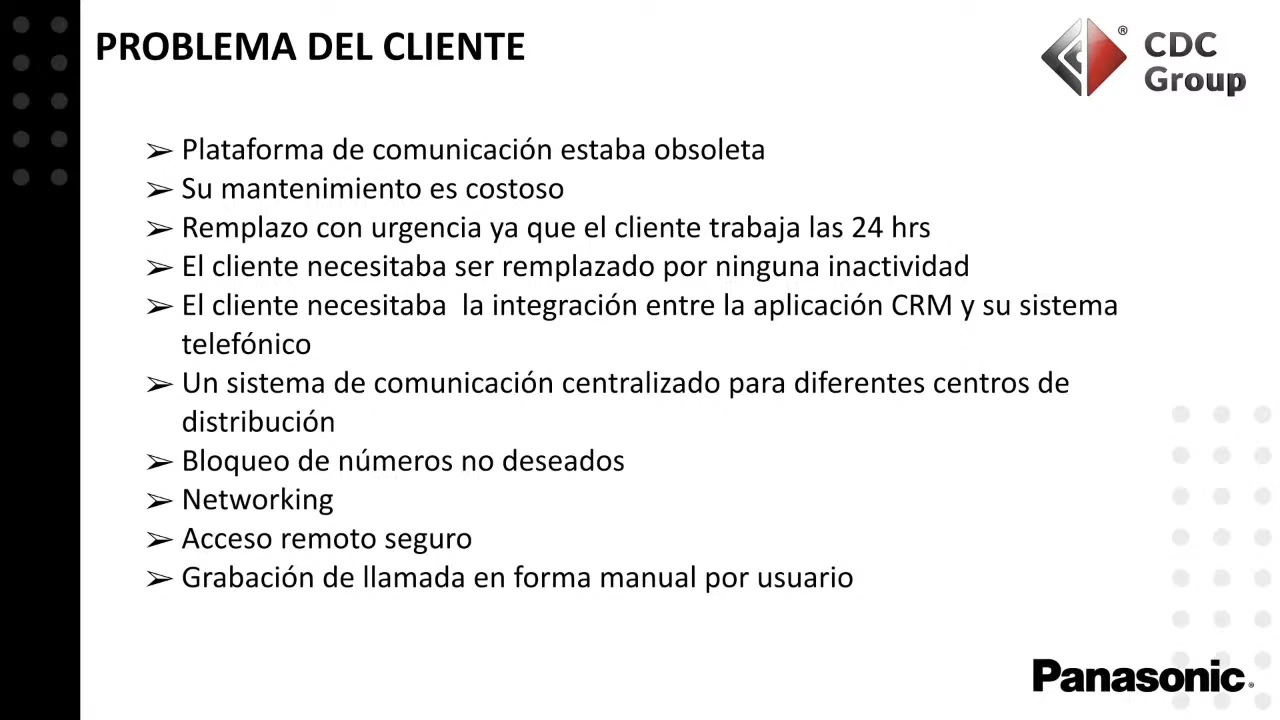 PROBLEMA DEL CLIENTE
® CDC
Group
➢ Plataforma de comunicación estaba obsoleta
➢ Su mantenimiento es costoso
➢ Remplazo con urgencia ya que el cliente trabaja las 24 hrs
➢ El cliente necesitaba ser remplazado por ninguna inactividad
➢ El cliente necesitaba  la integración entre la aplicación CRM y su sistema
telefónico
➢ Un sistema de comunicación centralizado para diferentes centros de
distribución
➢ Bloqueo de números no deseados
➢ Networking
➢ Acceso remoto seguro
➢ Grabación de llamada en forma manual por usuario
Panasonic®